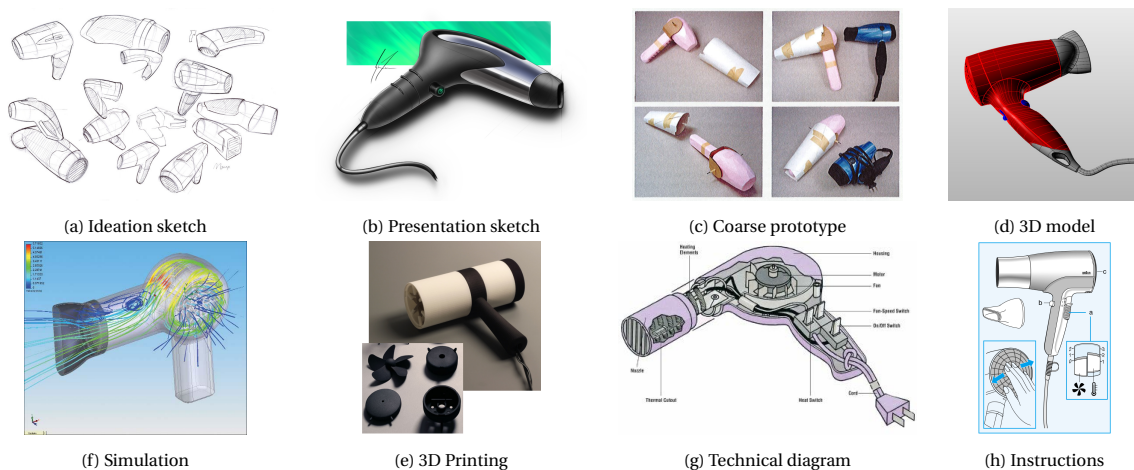 (a) Ideation sketch
(b) Presentation sketch
(c) Coarse prototype
(d) 3D model
Heating
Elements
Housing
Motor
Fan
Fan-Speed Switch
On/Off Switch
Nozzle
Thermal Cutout
Heat Switch
Cord
a
b
c
(f) Simulation
(e) 3D Printing
(g) Technical diagram
(h) Instructions